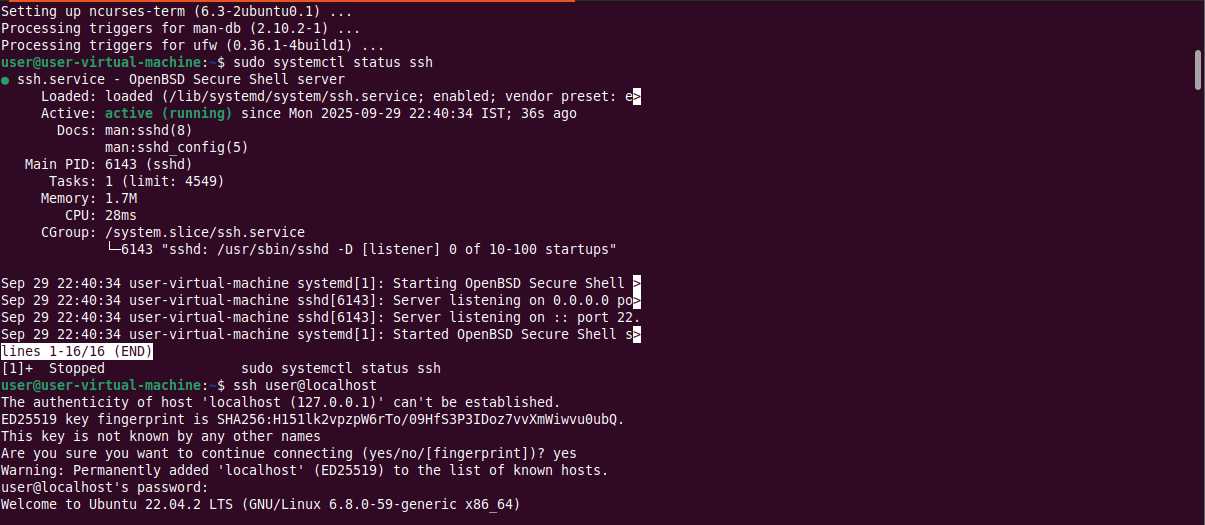 Setting up ncurses-term (6.3-2ubuntu0.1) ...
Processing triggers for man-db (2.10.2-1) ...
Processing triggers for ufw (0.36.1-4build1) ...
user@user-virtual-machine:~$ sudo systemctl status ssh
● ssh.service - OpenBSD Secure Shell server
     Loaded: loaded (/lib/systemd/system/ssh.service; enabled; vendor preset: e>
     Active: active (running) since Mon 2025-09-29 22:40:34 IST; 36s ago
       Docs: man:sshd(8)
             man:sshd_config(5)
   Main PID: 6143 (sshd)
      Tasks: 1 (limit: 4549)
     Memory: 1.7M
        CPU: 28ms
     CGroup: /system.slice/ssh.service
             └─6143 "sshd: /usr/sbin/sshd -D [listener] 0 of 10-100 startups"

Sep 29 22:40:34 user-virtual-machine systemd[1]: Starting OpenBSD Secure Shell >
Sep 29 22:40:34 user-virtual-machine sshd[6143]: Server listening on 0.0.0.0 po>
Sep 29 22:40:34 user-virtual-machine sshd[6143]: Server listening on :: port 22.
Sep 29 22:40:34 user-virtual-machine systemd[1]: Started OpenBSD Secure Shell s>
lines 1-16/16 (END)
[1]+  Stopped                 sudo systemctl status ssh
user@user-virtual-machine:~$ ssh user@localhost
The authenticity of host 'localhost (127.0.0.1)' can't be established.
ED25519 key fingerprint is SHA256:H151lk2vpzpW6rTo/09HfS3P3IDoz7vvXmWiwvu0ubQ.
This key is not known by any other names
Are you sure you want to continue connecting (yes/no/[fingerprint])? yes
Warning: Permanently added 'localhost' (ED25519) to the list of known hosts.
user@localhost's password:
Welcome to Ubuntu 22.04.2 LTS (GNU/Linux 6.8.0-59-generic x86_64)